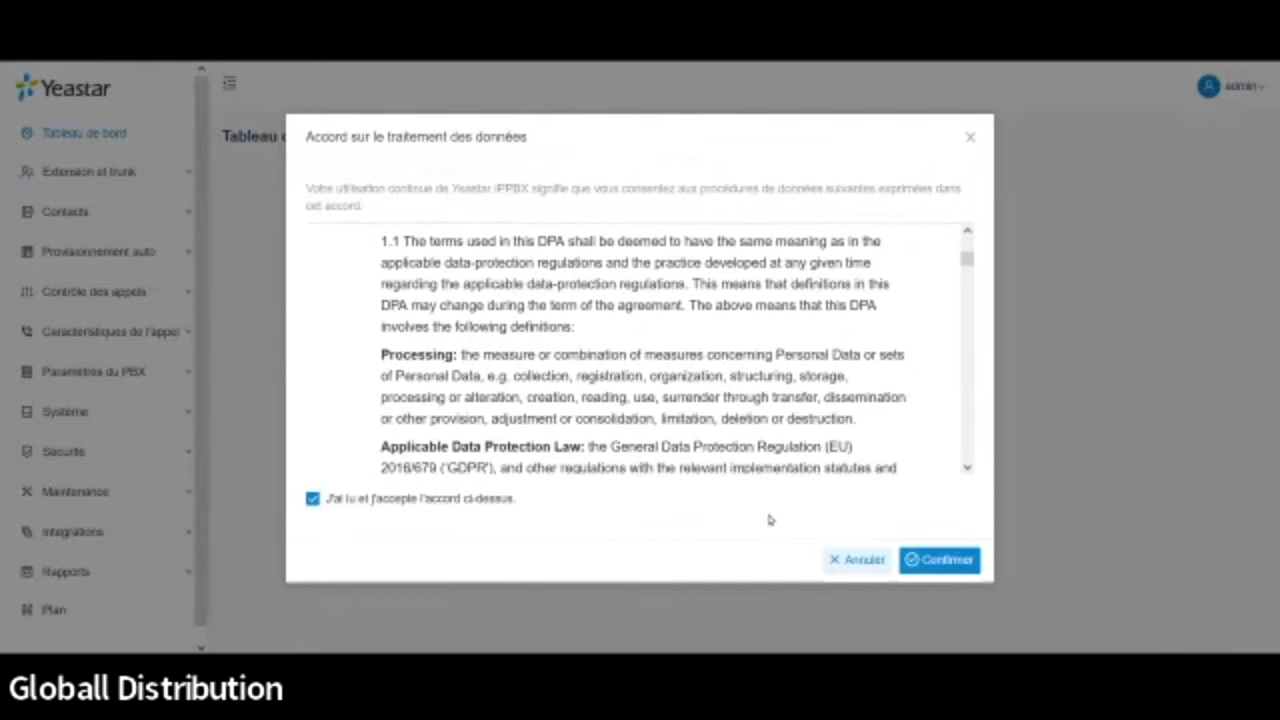 Yeastar
admin
Tableau de bord
Extension et trunk
Contacts
Provisionnement auto
Contrôle des appels
Caractéristiques de l'appel
Paramètres du PBX
Système
Sécurité
Maintenance
Intégrations
Rapports
Plan
Tableau
Accord sur le traitement des données
Votre utilisation continue de Yeastar IPPBX signifie que vous consentez aux procédures de données suivantes exprimées dans
cet accord.
1.1 The terms used in this DPA shall be deemed to have the same meaning as in the
applicable data-protection regulations and the practice developed at any given time
regarding the applicable data-protection regulations. This means that definitions in this
DPA may change during the term of the agreement. The above means that this DPA
involves the following definitions:
Processing: the measure or combination of measures concerning Personal Data or sets
of Personal Data, e.g. collection, registration, organization, structuring, storage,
processing or alteration, creation, reading, use, surrender through transfer, dissemination
or other provision, adjustment or consolidation, limitation, deletion or destruction.
Applicable Data Protection Law: the General Data Protection Regulation (EU)
2016/679 ('GDPR'), and other regulations with the relevant implementation statutes and
J'ai lu et j'accepte l'accord ci-dessus.
Annuler
Confirmer
Globall Distribution